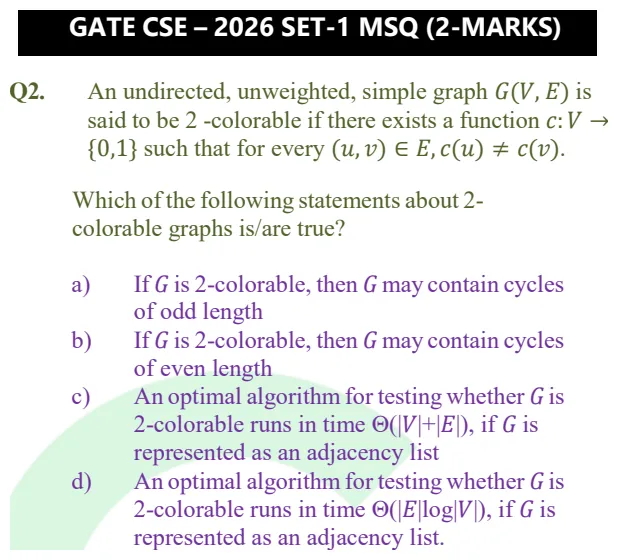 GATE CSE – 2026 SET-1 MSQ (2-MARKS)
Q2. An undirected, unweighted, simple graph G(V, E) is
said to be 2 -colorable if there exists a function c: V →
{0,1} such that for every (u, v) ∈ E, c(u) ≠ c(v).
Which of the following statements about 2-
colorable graphs is/are true?
a) If G is 2-colorable, then G may contain cycles
of odd length
b) If G is 2-colorable, then G may contain cycles
of even length
c) An optimal algorithm for testing whether G is
2-colorable runs in time Θ(|V|+|E|), if G is
represented as an adjacency list
d) An optimal algorithm for testing whether G is
2-colorable runs in time Θ(|E|log|V|), if G is
represented as an adjacency list.